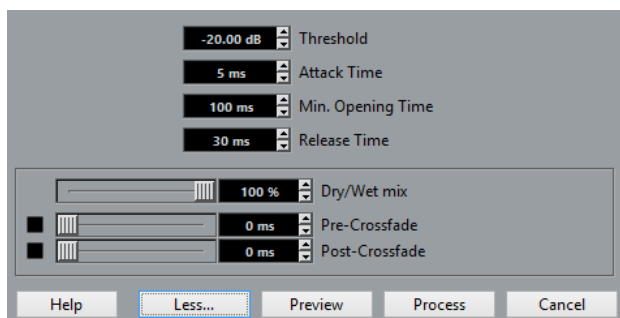 -20.00 dB Threshold
5 ms Attack Time
100 ms Min. Opening Time
30 ms Release Time
100 % Dry/Wet mix
0 ms Pre-Crossfade
0 ms Post-Crossfade
Help Less... Preview Process Cancel